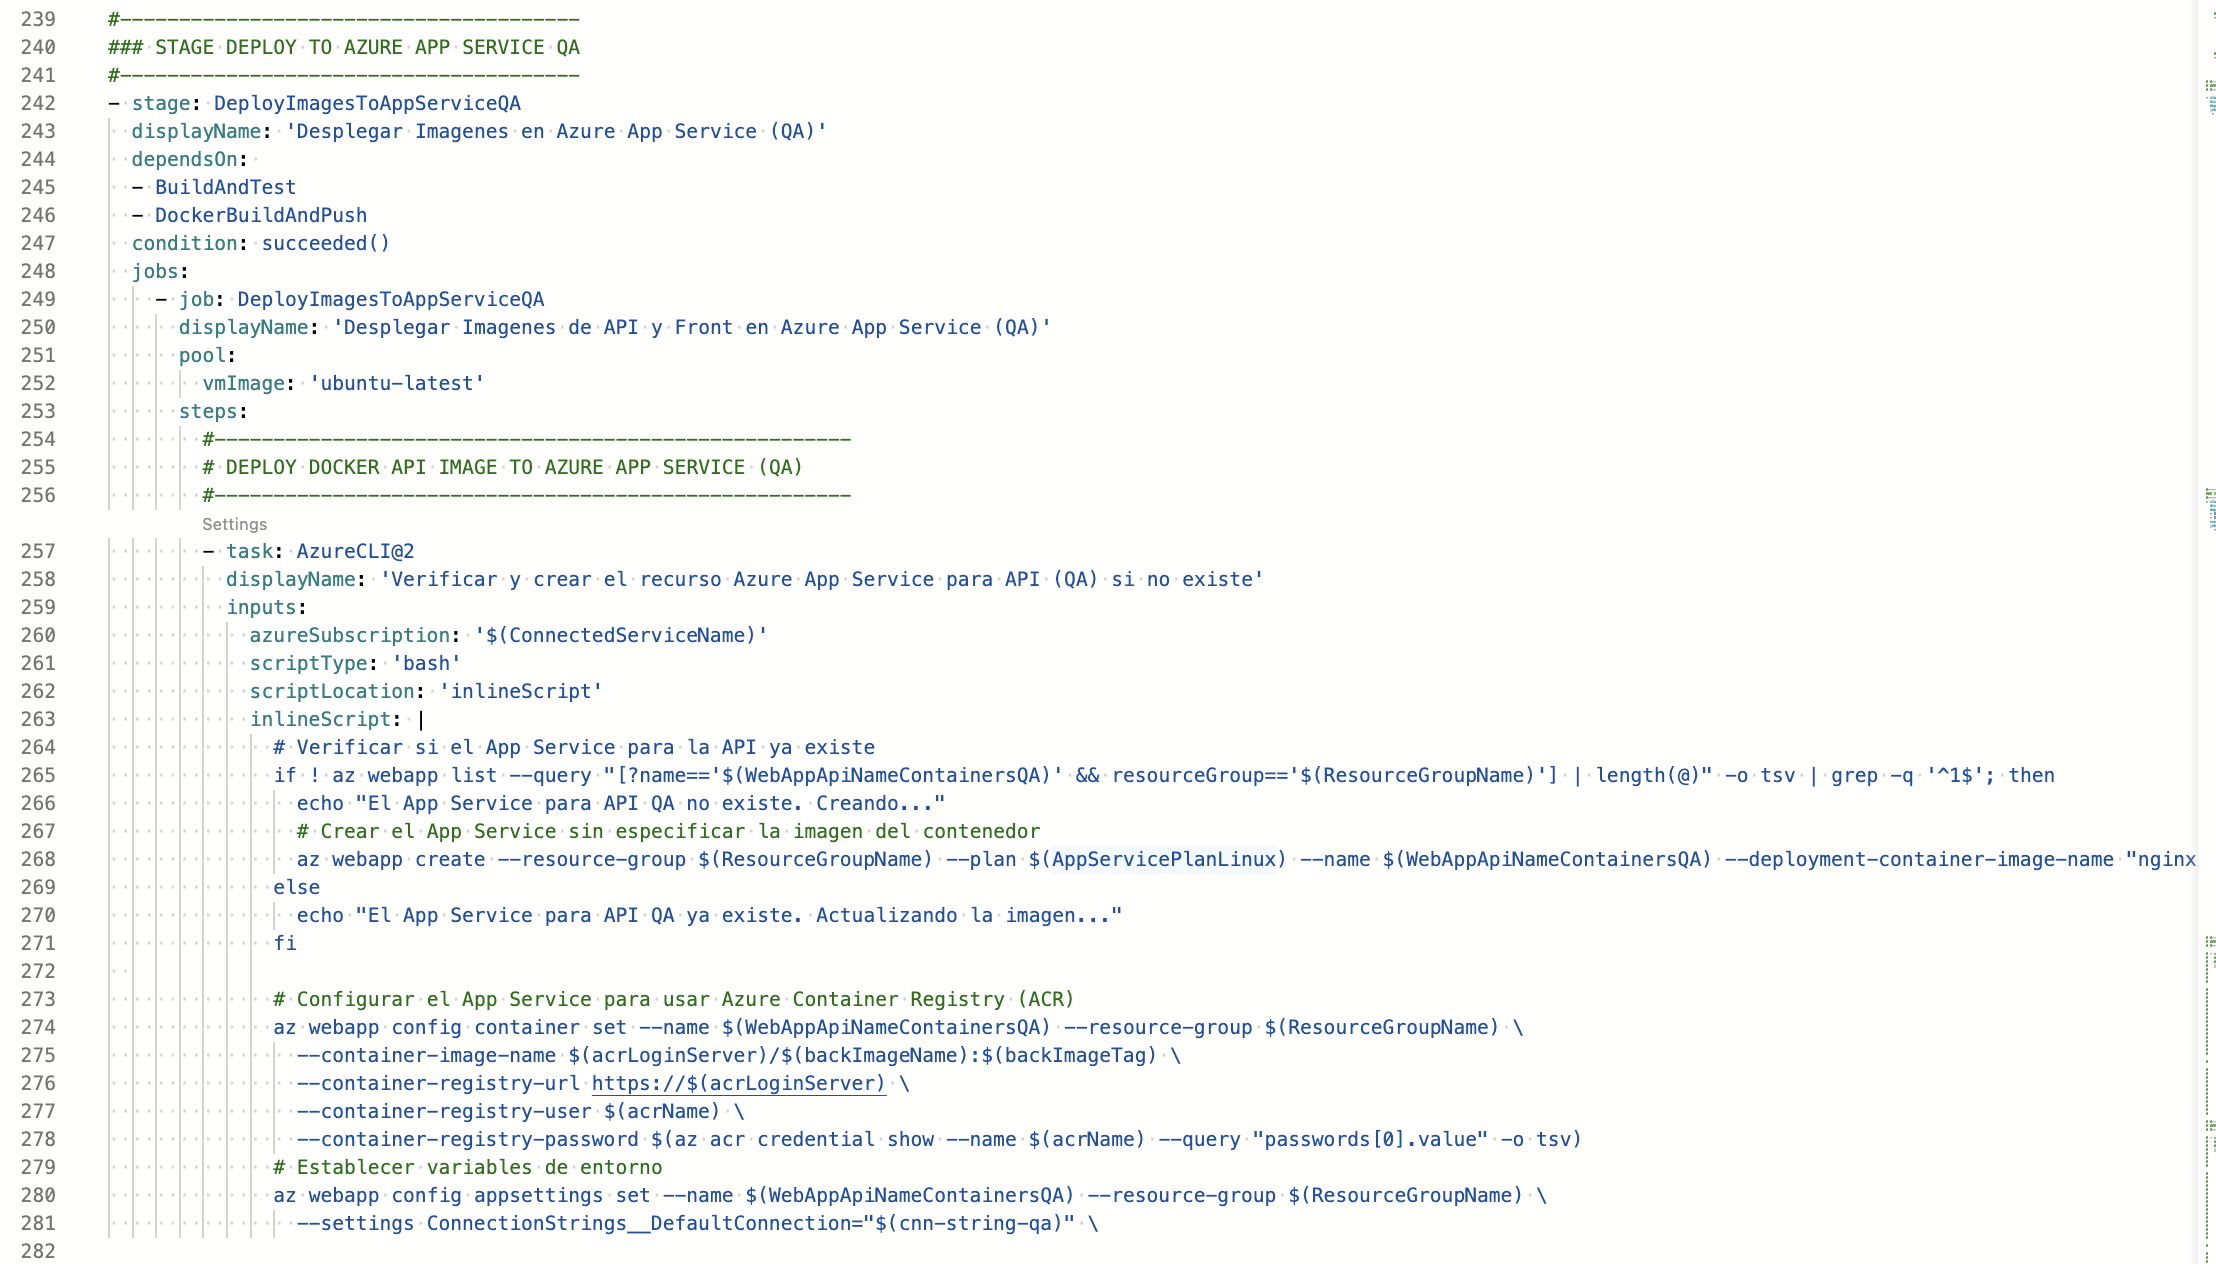 239 #---------------------------------------
240 ### STAGE DEPLOY TO AZURE APP SERVICE QA
241 #---------------------------------------
242 - stage: DeployImagesToAppServiceQA
243   displayName: 'Desplegar Imagenes en Azure App Service (QA)'
244   dependsOn:
245   - BuildAndTest
246   - DockerBuildAndPush
247   condition: succeeded()
248   jobs:
249     - job: DeployImagesToAppServiceQA
250       displayName: 'Desplegar Imagenes de API y Front en Azure App Service (QA)'
251       pool:
252         vmImage: 'ubuntu-latest'
253       steps:
254         #------------------------------------------------------
255         # DEPLOY DOCKER API IMAGE TO AZURE APP SERVICE (QA)
256         #------------------------------------------------------
Settings
257         - task: AzureCLI@2
258           displayName: 'Verificar y crear el recurso Azure App Service para API (QA) si no existe'
259           inputs:
260             azureSubscription: '$(ConnectedServiceName)'
261             scriptType: 'bash'
262             scriptLocation: 'inlineScript'
263             inlineScript: |
264               # Verificar si el App Service para la API ya existe
265               if ! az webapp list --query "[?name=='$(WebAppApiNameContainersQA)' && resourceGroup=='$(ResourceGroupName)'] | length(@)" -o tsv | grep -q '^1$'; then
266                 echo "El App Service para API QA no existe. Creando..."
267                 # Crear el App Service sin especificar la imagen del contenedor
268                 az webapp create --resource-group $(ResourceGroupName) --plan $(AppServicePlanLinux) --name $(WebAppApiNameContainersQA) --deployment-container-image-name "nginx
269               else
270                 echo "El App Service para API QA ya existe. Actualizando la imagen..."
271               fi
272
273               # Configurar el App Service para usar Azure Container Registry (ACR)
274               az webapp config container set --name $(WebAppApiNameContainersQA) --resource-group $(ResourceGroupName) \
275                 --container-image-name $(acrLoginServer)/$(backImageName):$(backImageTag) \
276                 --container-registry-url https://$(acrLoginServer) \
277                 --container-registry-user $(acrName) \
278                 --container-registry-password $(az acr credential show --name $(acrName) --query "passwords[0].value" -o tsv)
279               # Establecer variables de entorno
280               az webapp config appsettings set --name $(WebAppApiNameContainersQA) --resource-group $(ResourceGroupName) \
281                 --settings ConnectionStrings__DefaultConnection="$(cnn-string-qa)" \
282